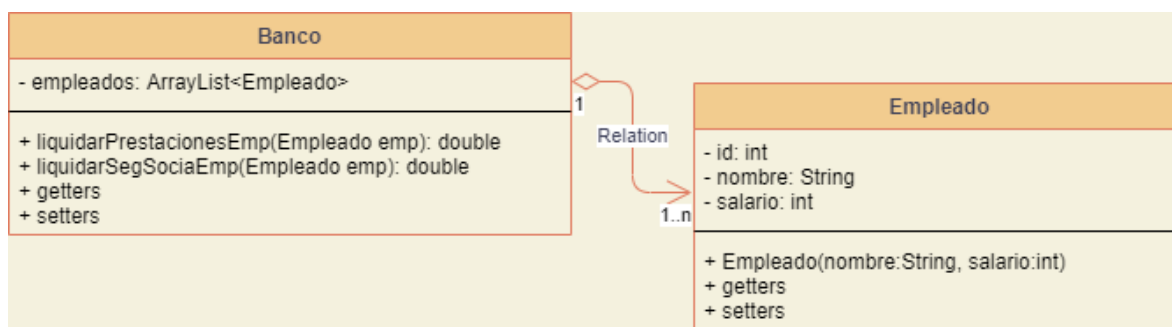 Banco
- empleados: ArrayList<Empleado>
+ liquidarPrestacionesEmp(Empleado emp): double
+ liquidarSegSociaEmp(Empleado emp): double
+ getters
+ setters
1
Relation
1..n
Empleado
- id: int
- nombre: String
- salario: int
+ Empleado(nombre:String, salario:int)
+ getters
+ setters